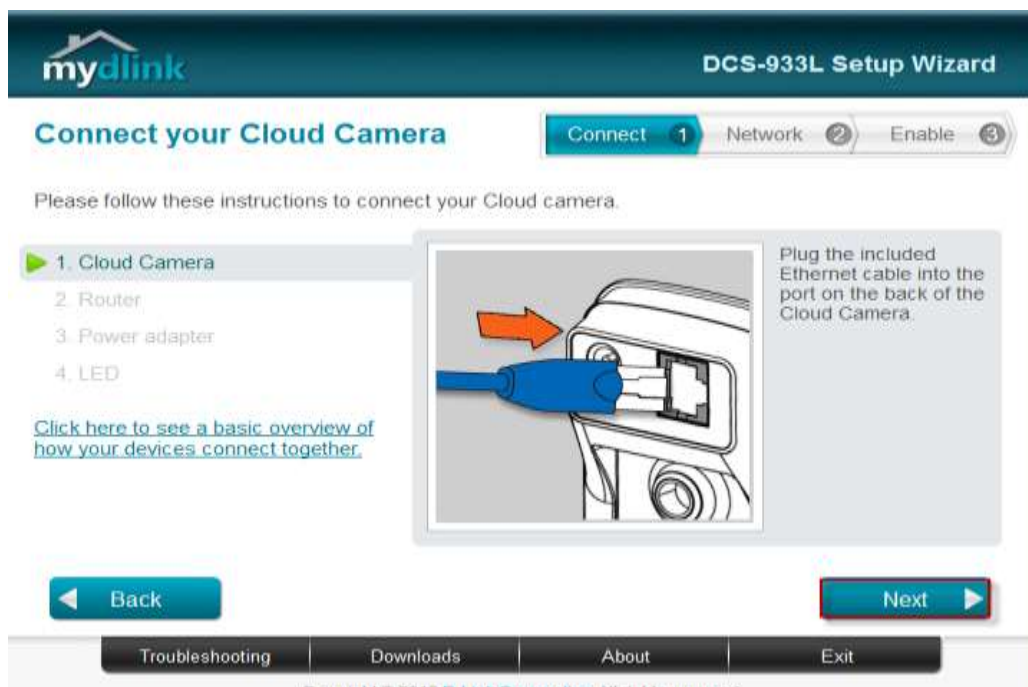 mydlink
DCS-933L Setup Wizard
Connect your Cloud Camera
Connect 1 Network 2 Enable 3
Please follow these instructions to connect your Cloud camera.
1. Cloud Camera
2. Router
3. Power adapter
4. LED
Click here to see a basic overview of
how your devices connect together.
Plug the included
Ethernet cable into the
port on the back of the
Cloud Camera.
Back
Next
Troubleshooting Downloads About Exit